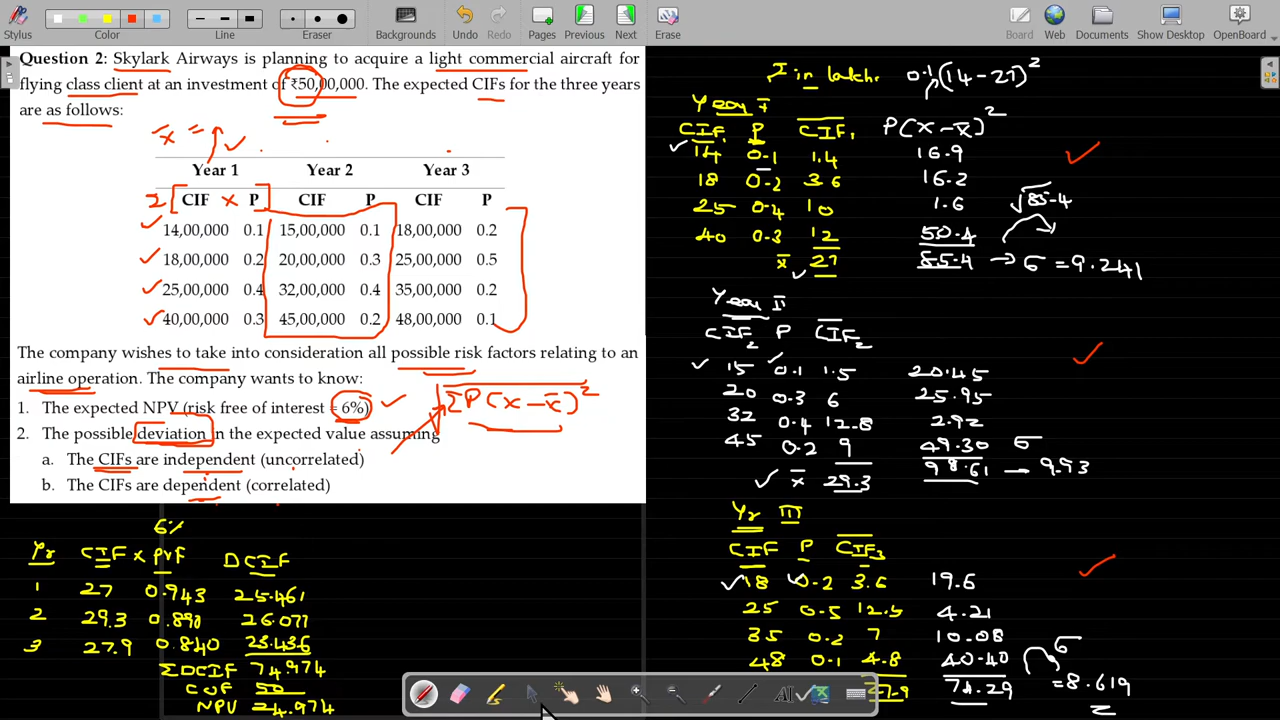 Stylus Color Line Eraser Backgrounds Undo Pages Previous Next Erase Board Web Desktop OpenBoard
Question 2: Skylark Airways is planning to acquire a light commercial aircraft for
flying class client at an investment of ₹50,00,000. The expected CIFs for the three years
are as follows:
x̄ =
Year 1 Year 2 Year 3
Σ [CIF × P] CIF P CIF P
14,00,000 0.1 15,00,000 0.1 18,00,000 0.2
18,00,000 0.2 20,00,000 0.3 25,00,000 0.5
25,00,000 0.4 32,00,000 0.4 35,00,000 0.2
40,00,000 0.3 45,00,000 0.2 48,00,000 0.1
The company wishes to take into consideration all possible risk factors relating to an
airline operation. The company wants to know:
1. The expected NPV (risk free of interest = 6%)
2. The possible deviation in the expected value assuming
√ΣP(x-x̄)²
a. The CIFs are independent (uncorrelated)
b. The CIFs are dependent (correlated)
6%
Yr CIF × PVF DCIF
1 27 0.943 25.461
2 29.3 0.890 26.077
3 27.9 0.840 23.436
ΣDCIF 74.974
COF 50
NPV 24.974
₹ in lakhs 0.1(14-27)²
Year I
CIF₁ P CIF₁ P(x-x̄)²
14 0.1 1.4 16.9
18 0.2 3.6 16.2
25 0.4 10 1.6
√85.4
40 0.3 12 50.4
x̄ 27 85.4 → σ = 9.241
Year II
CIF₂ P CIF₂
15 0.1 1.5 20.45
20 0.3 6 25.95
32 0.4 12.8 2.92
45 0.2 9 49.30 σ
x̄ 29.3 98.61 — 9.93
Yr III
CIF P CIF₃
18 0.2 3.6 19.6
25 0.5 12.5 4.21
35 0.2 7 10.08
48 0.1 4.8 40.40 σ
27.9 74.29 = 8.619